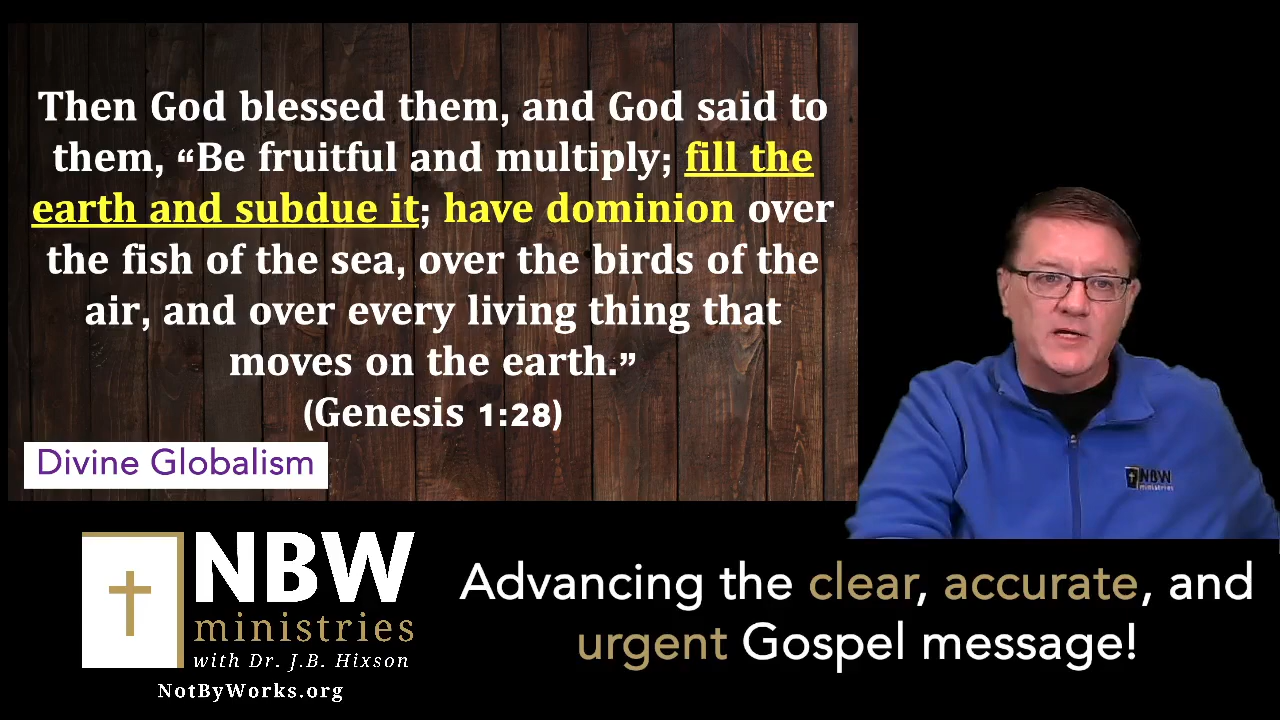 Then God blessed them, and God said to
them, “Be fruitful and multiply; fill the
earth and subdue it; have dominion over
the fish of the sea, over the birds of the
air, and over every living thing that
moves on the earth.”
(Genesis 1:28)
Divine Globalism
NBW
ministries
NBW
ministries
with Dr. J.B. Hixson
NotByWorks.org
Advancing the clear, accurate, and
urgent Gospel message!